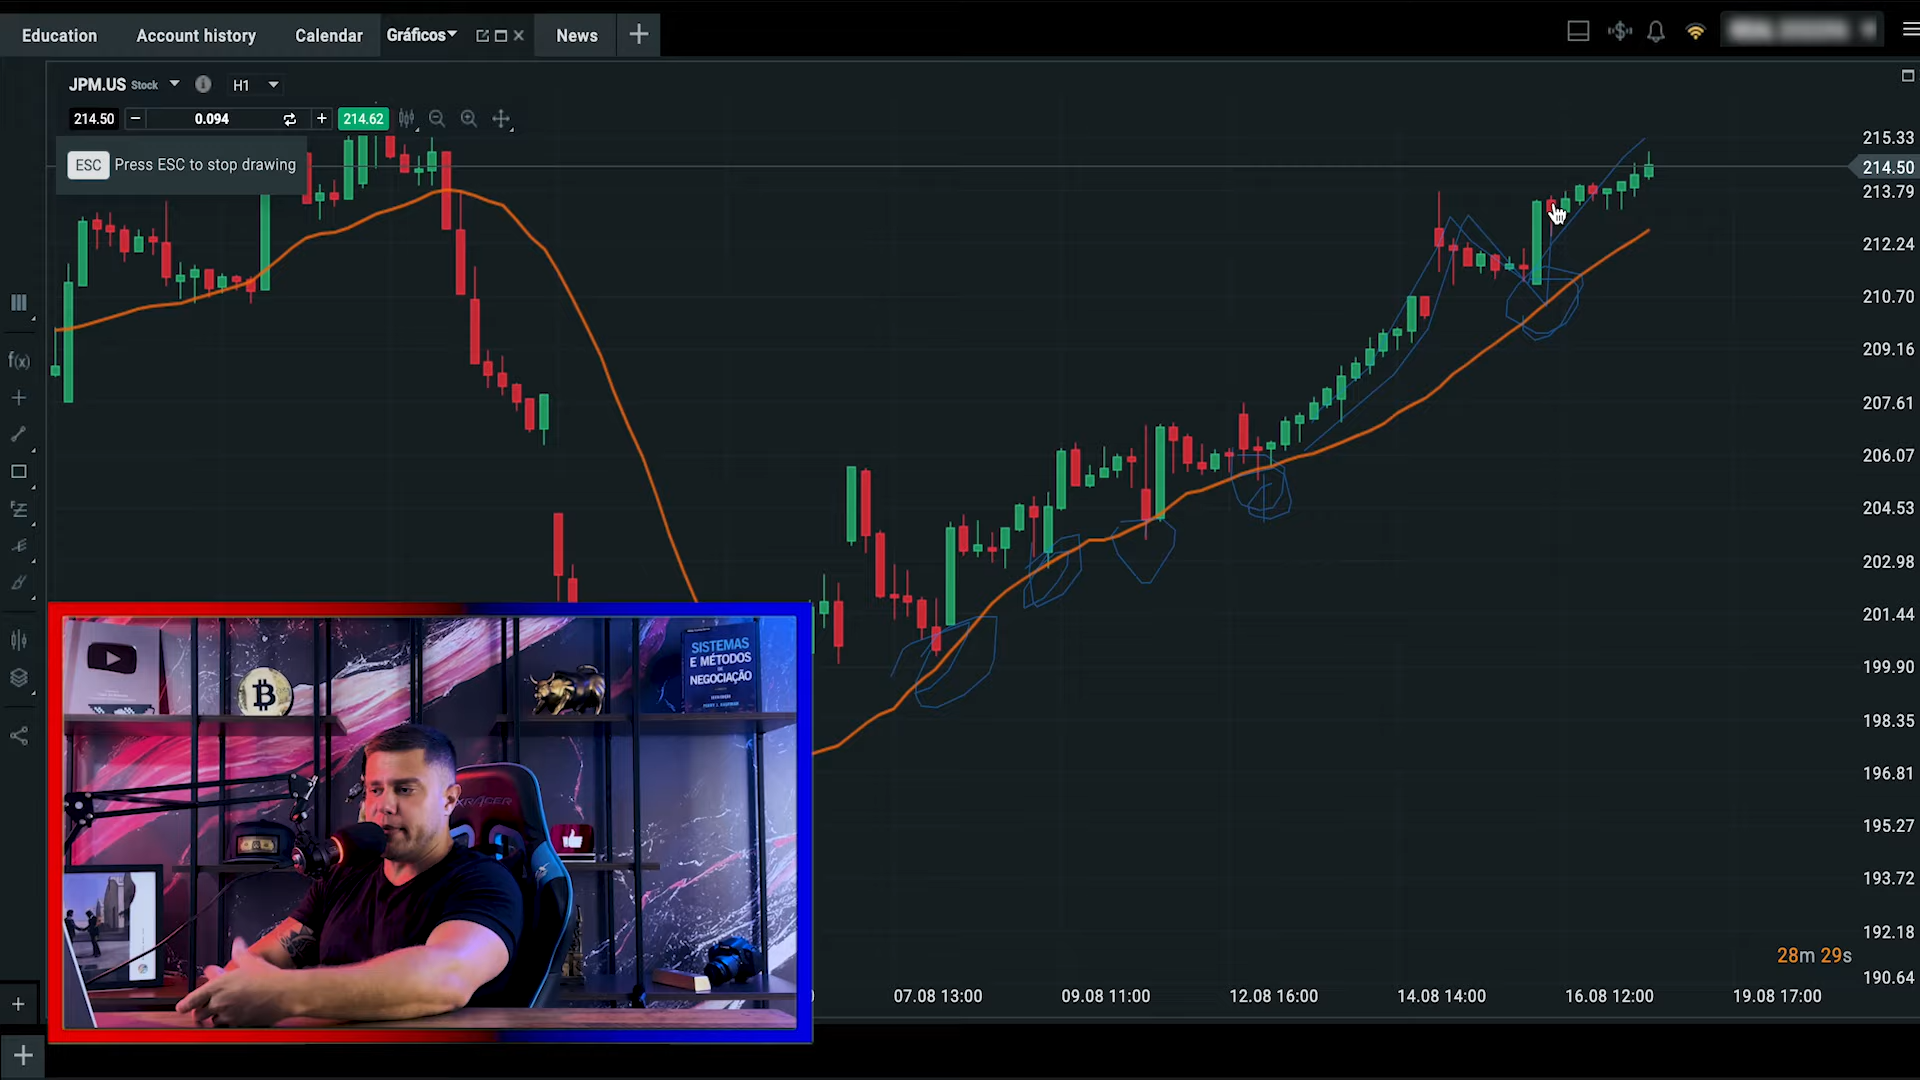 Education
Account history
Calendar
Gráficos
News
JPM.US Stock
H1
214.50
0.094
214.62
ESC Press ESC to stop drawing
215.33
214.50
213.79
212.24
210.70
209.16
207.61
206.07
204.53
202.98
201.44
199.90
198.35
196.81
195.27
193.72
192.18
190.64
f(x)
28m 29s
07.08 13:00
09.08 11:00
12.08 16:00
14.08 14:00
16.08 12:00
19.08 17:00
SISTEMAS
E MÉTODOS
DE
NEGOCIAÇÃO